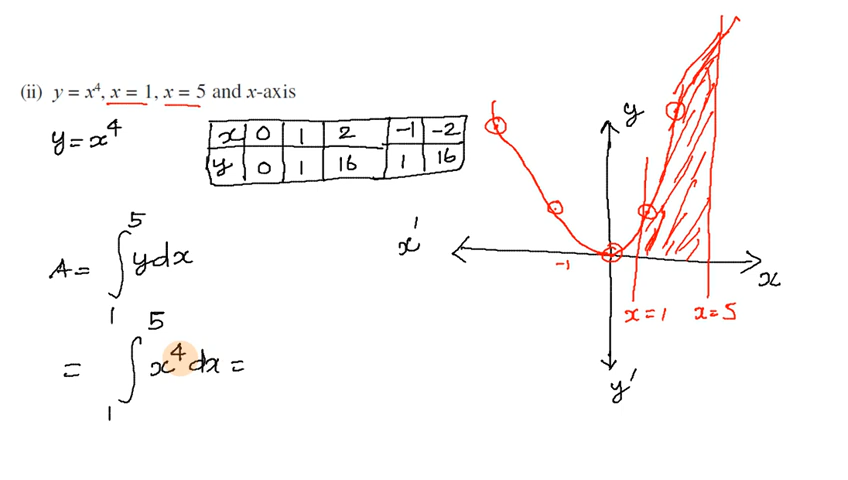 (ii) y = x⁴, x = 1, x = 5 and x-axis
y = x⁴
x 0 1 2 -1 -2
y 0 1 16 1 16
A = ∫₁⁵ y dx
= ∫₁⁵ x⁴ dx =
y
x'
-1
x
x = 1 x = 5
y'